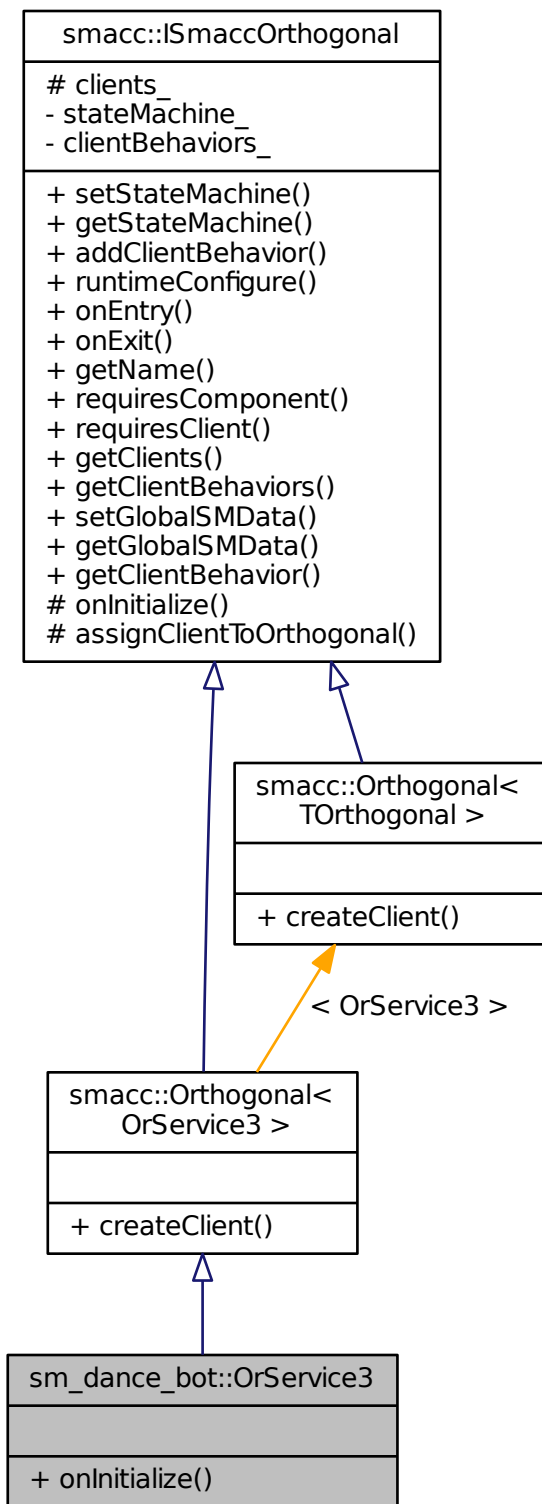 smacc::ISmaccOrthogonal
# clients_
- stateMachine_
- clientBehaviors_
+ setStateMachine()
+ getStateMachine()
+ addClientBehavior()
+ runtimeConfigure()
+ onEntry()
+ onExit()
+ getName()
+ requiresComponent()
+ requiresClient()
+ getClients()
+ getClientBehaviors()
+ setGlobalSMData()
+ getGlobalSMData()
+ getClientBehavior()
# onInitialize()
# assignClientToOrthogonal()
smacc::Orthogonal<
TOrthogonal >
+ createClient()
< OrService3 >
smacc::Orthogonal<
OrService3 >
+ createClient()
sm_dance_bot::OrService3
+ onInitialize()